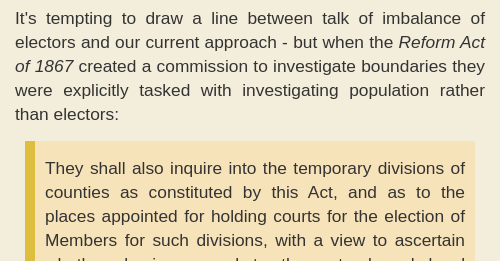 It's tempting to draw a line between talk of imbalance of
electors and our current approach - but when the Reform Act
of 1867 created a commission to investigate boundaries they
were explicitly tasked with investigating population rather
than electors:
They shall also inquire into the temporary divisions of
counties as constituted by this Act, and as to the
places appointed for holding courts for the election of
Members for such divisions, with a view to ascertain